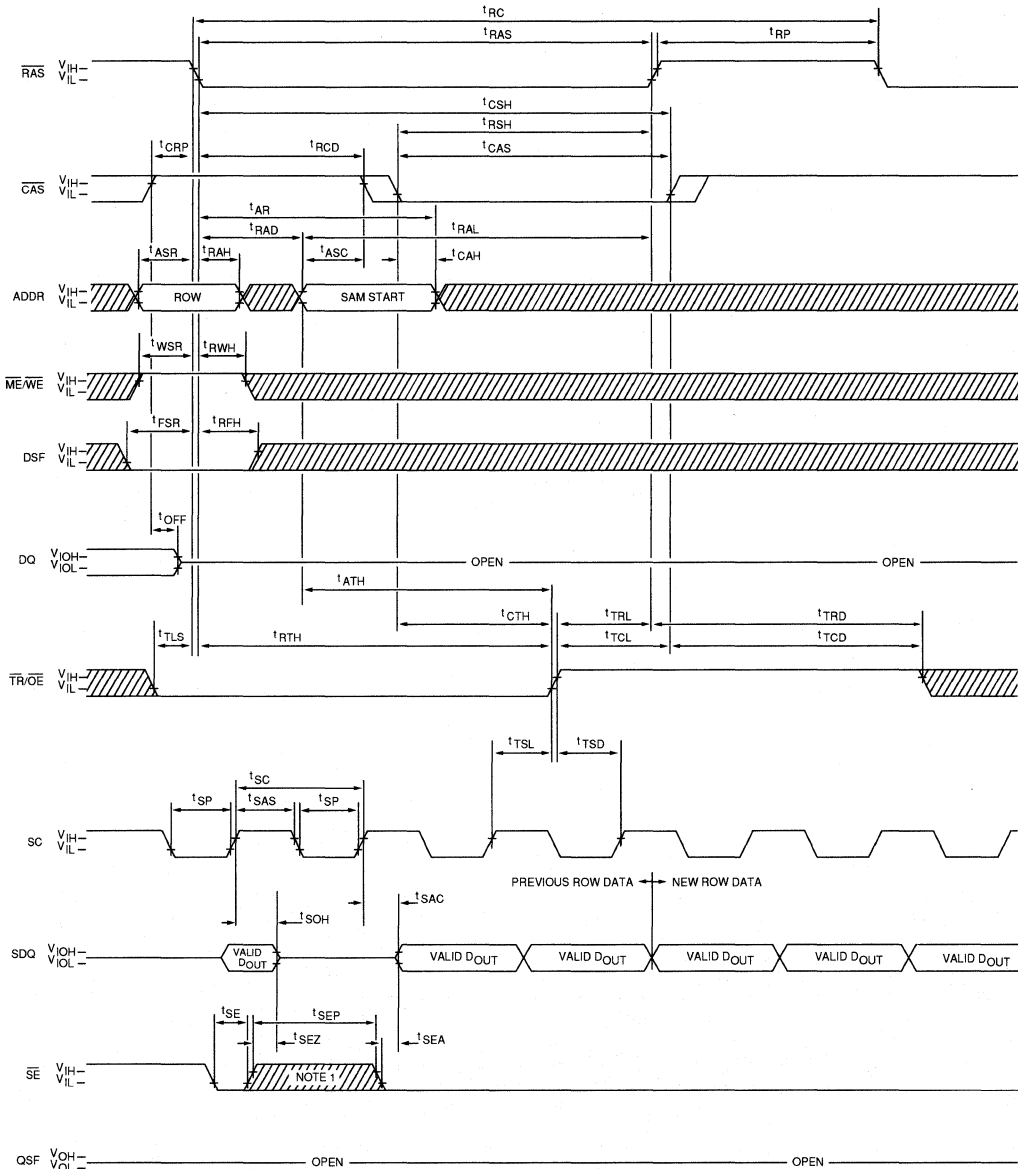 tRC
tRAS
tRP
RAS VIH
VIL
tCSH
tRSH
tCRP
tRCD
tCAS
CAS VIH
VIL
tAR
tRAD
tRAL
tASR
tRAH
tASC
tCAH
ADDR VIH
VIL
ROW
SAM START
tWSR
tRWH
ME/WE VIH
VIL
tFSR
tRFH
DSF VIH
VIL
tOFF
DQ VIOH
VIOL
OPEN
OPEN
tATH
tCTH
tTRL
tTRD
tTLS
tRTH
tTCL
tTCD
TR/OE VIH
VIL
tTSL
tTSD
tSC
tSP
tSAS
tSP
SC VIH
VIL
PREVIOUS ROW DATA
NEW ROW DATA
tSAC
tSOH
SDQ VIOH
VIOL
VALID
DOUT
VALID DOUT
VALID DOUT
VALID DOUT
VALID DOUT
VALID DOUT
tSE
tSEP
tSEZ
tSEA
SE VIH
VIL
NOTE 1
QSF VOH
VOL
OPEN
OPEN